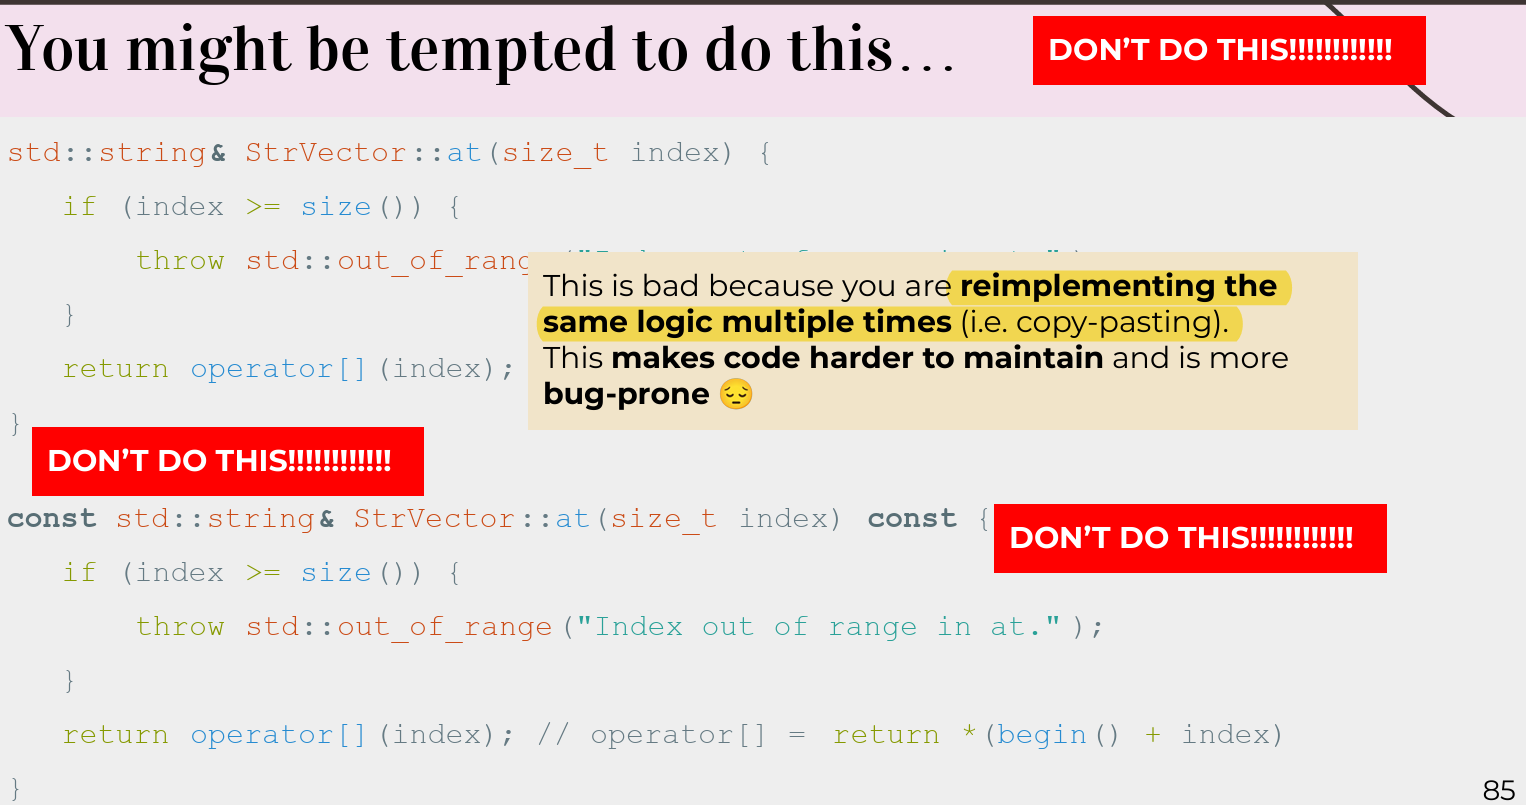 You might be tempted to do this...
DON'T DO THIS!!!!!!!!!!!!
std::string& StrVector::at(size_t index) {
if (index >= size()) {
throw std::out_of_rang
This is bad because you are reimplementing the
same logic multiple times (i.e. copy-pasting).
This makes code harder to maintain and is more
bug-prone 😔
}
return operator[](index);
}
DON'T DO THIS!!!!!!!!!!!!
const std::string& StrVector::at(size_t index) const {
DON'T DO THIS!!!!!!!!!!!!
if (index >= size()) {
throw std::out_of_range("Index out of range in at.");
}
return operator[](index); // operator[] = return *(begin() + index)
}
85